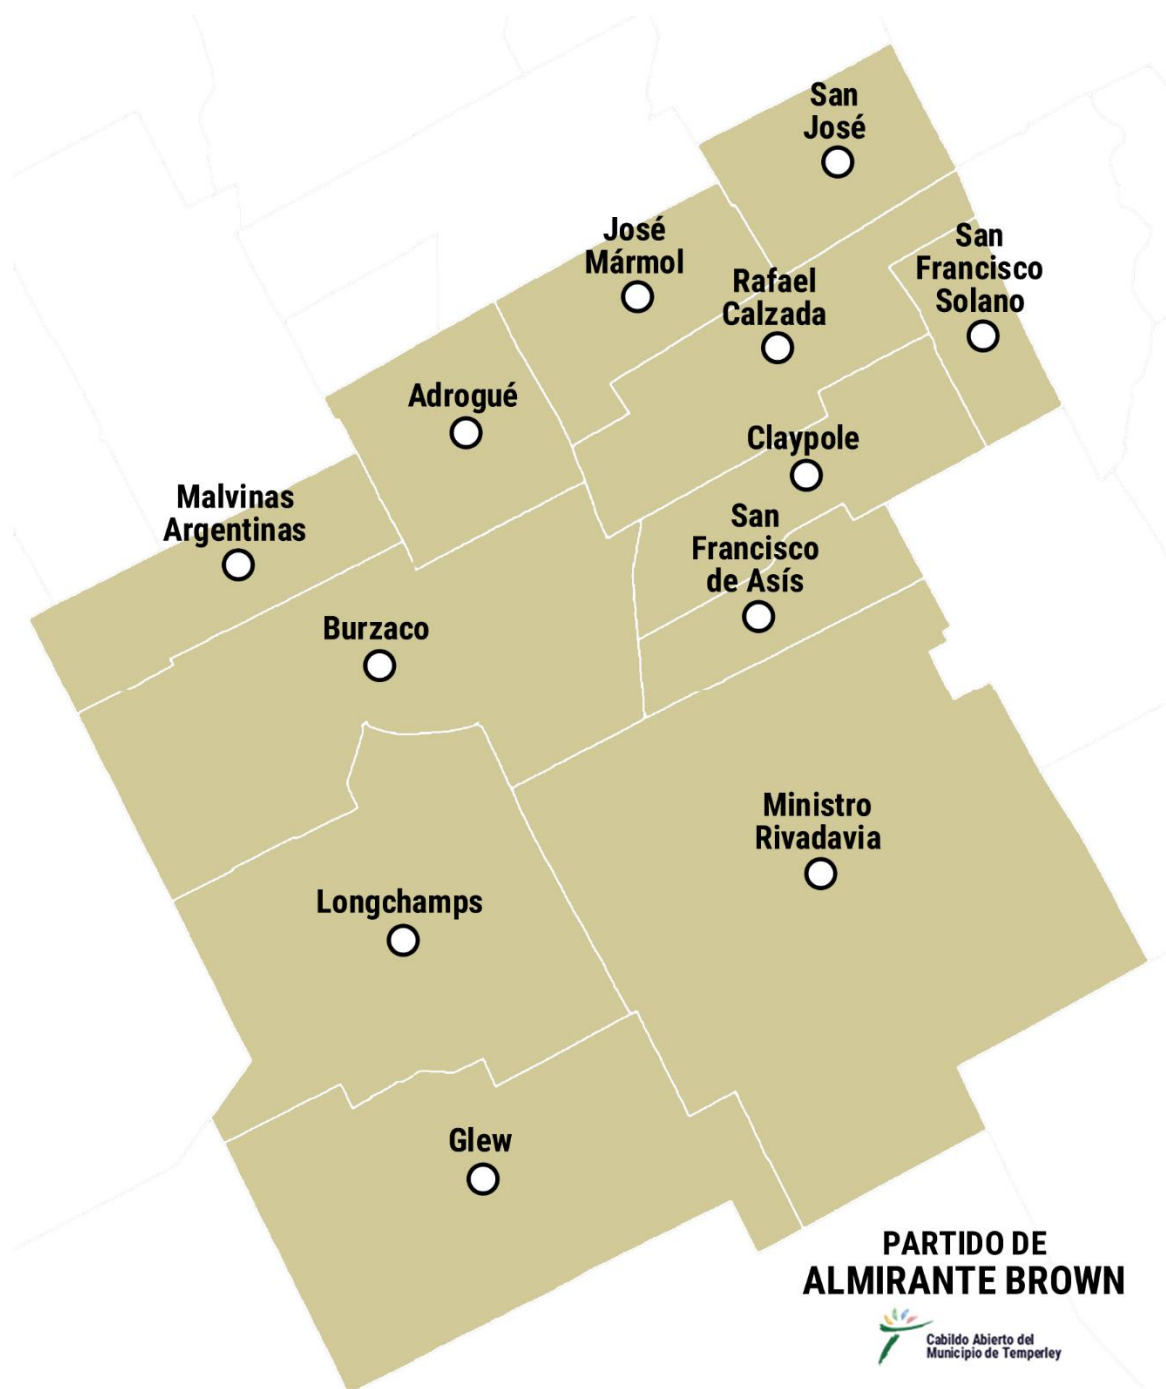 San
José
José
Mármol
San
Francisco
Solano
Rafael
Calzada
Adrogué
Claypole
Malvinas
Argentinas
San
Francisco
de Asís
Burzaco
Ministro
Rivadavia
Longchamps
Glew
PARTIDO DE
ALMIRANTE BROWN
Cabildo Abierto del
Municipio de Temperley